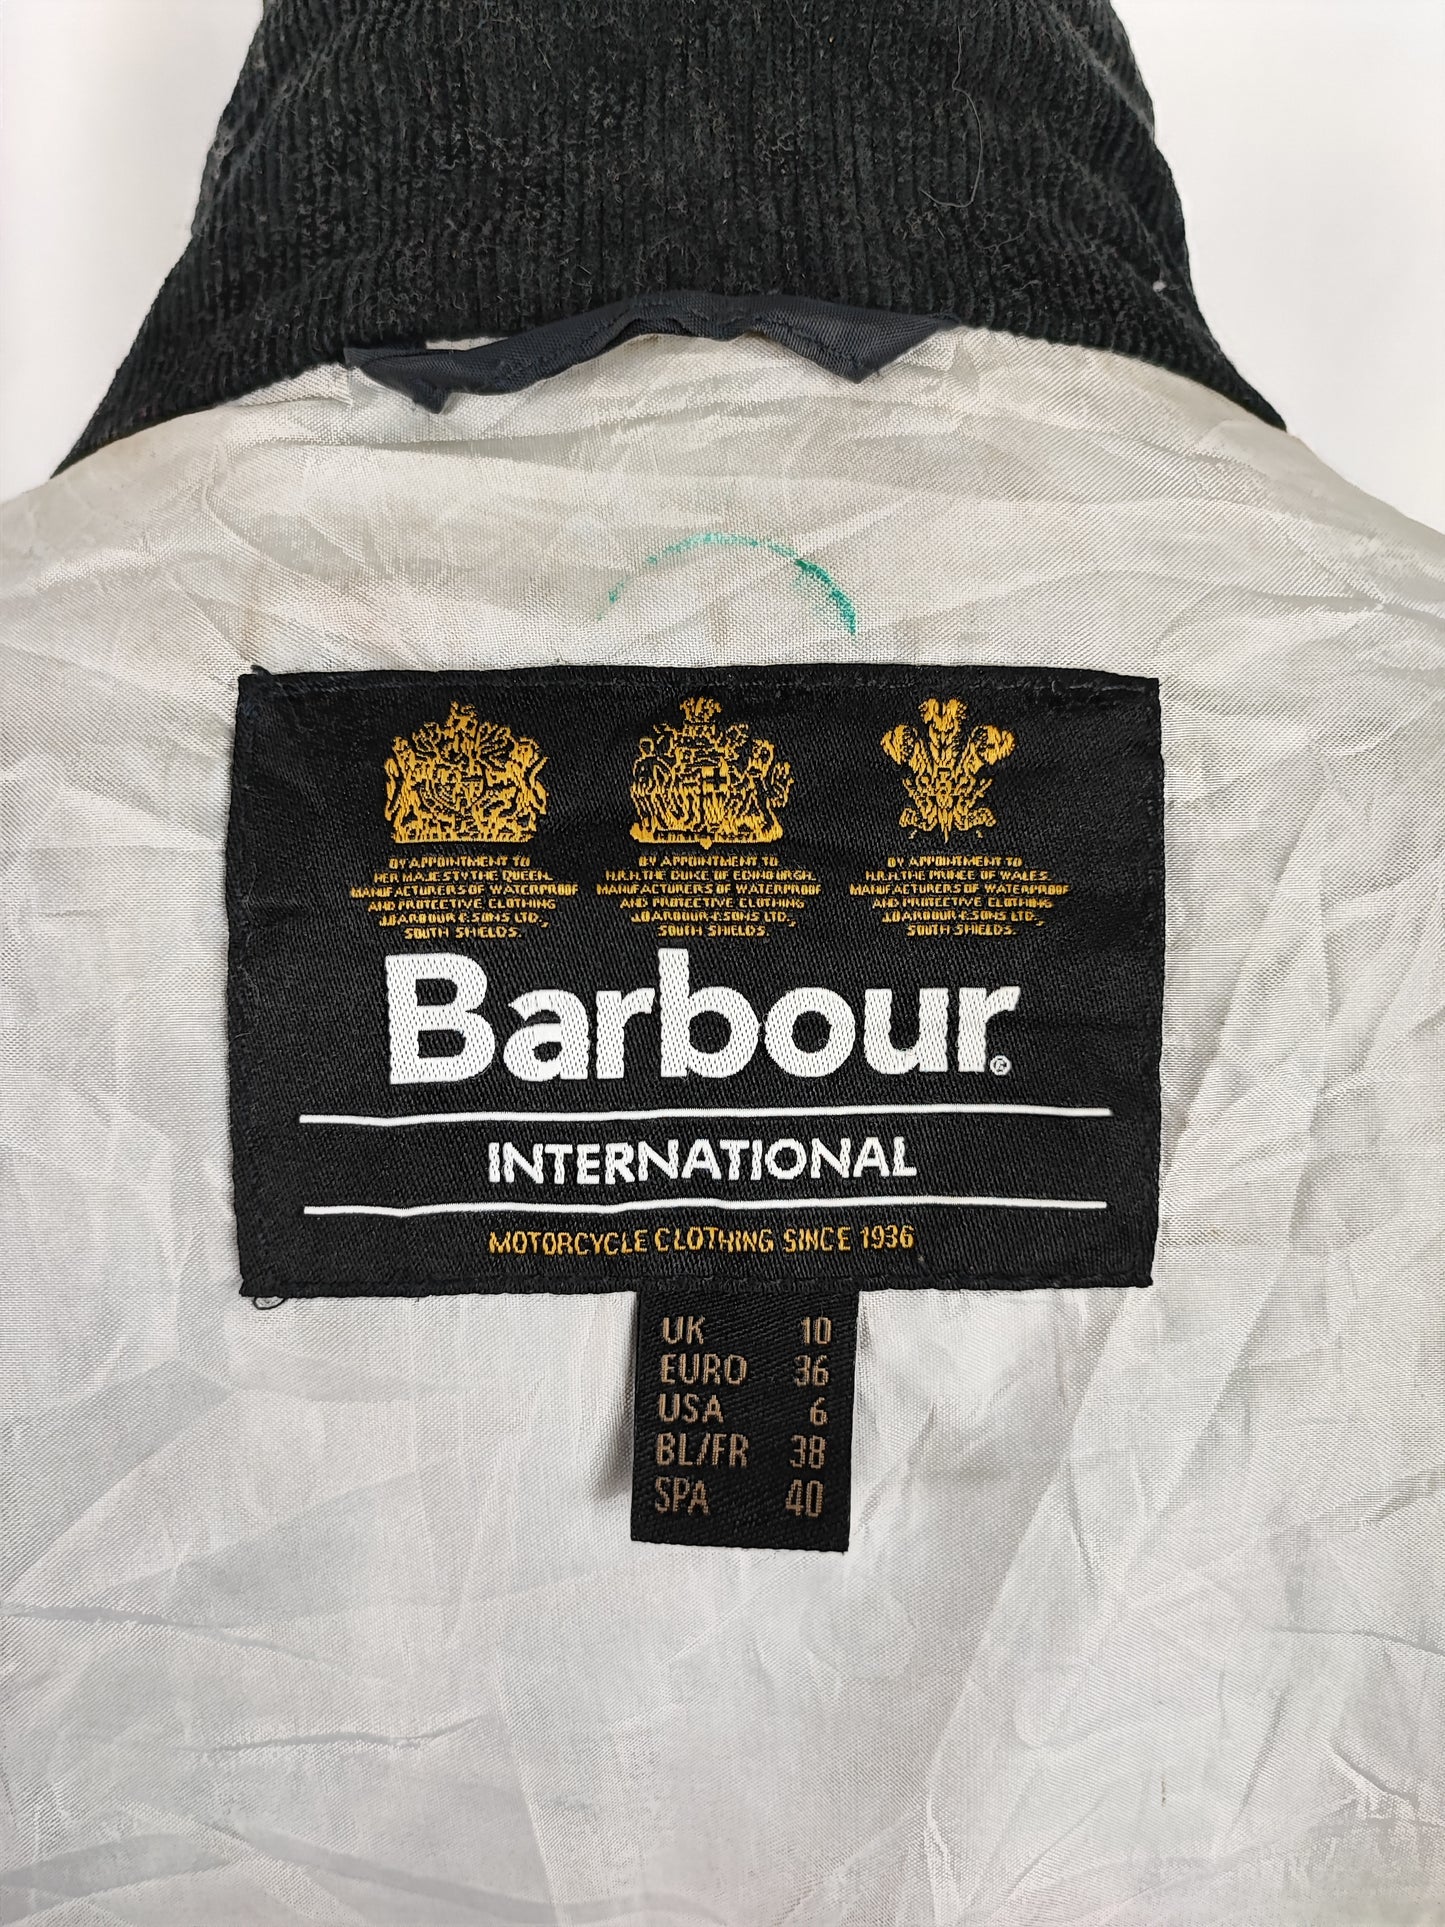 BY APPOINTMENT TO
HER MAJESTY THE QUEEN.
MANUFACTURERS OF WATERPROOF
AND PROTECTIVE CLOTHING
J.BARBOUR & SONS LTD.,
SOUTH SHIELDS.
BY APPOINTMENT TO
H.R.H. THE DUKE OF EDINBURGH.
MANUFACTURERS OF WATERPROOF
AND PROTECTIVE CLOTHING
J.BARBOUR & SONS LTD.,
SOUTH SHIELDS.
BY APPOINTMENT TO
H.R.H. THE PRINCE OF WALES.
MANUFACTURERS OF WATERPROOF
AND PROTECTIVE CLOTHING
J.BARBOUR & SONS LTD.,
SOUTH SHIELDS.
Barbour®
INTERNATIONAL
MOTORCYCLE CLOTHING SINCE 1936
UK 10
EURO 36
USA 6
BL/FR 38
SPA 40